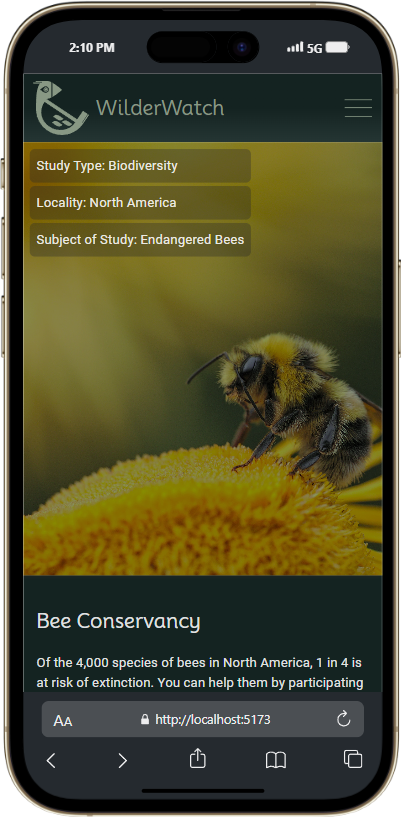 2:10 PM
5G
WilderWatch
Study Type: Biodiversity
Locality: North America
Subject of Study: Endangered Bees
Bee Conservancy
Of the 4,000 species of bees in North America, 1 in 4 is
at risk of extinction. You can help them by participating
AA http://localhost:5173